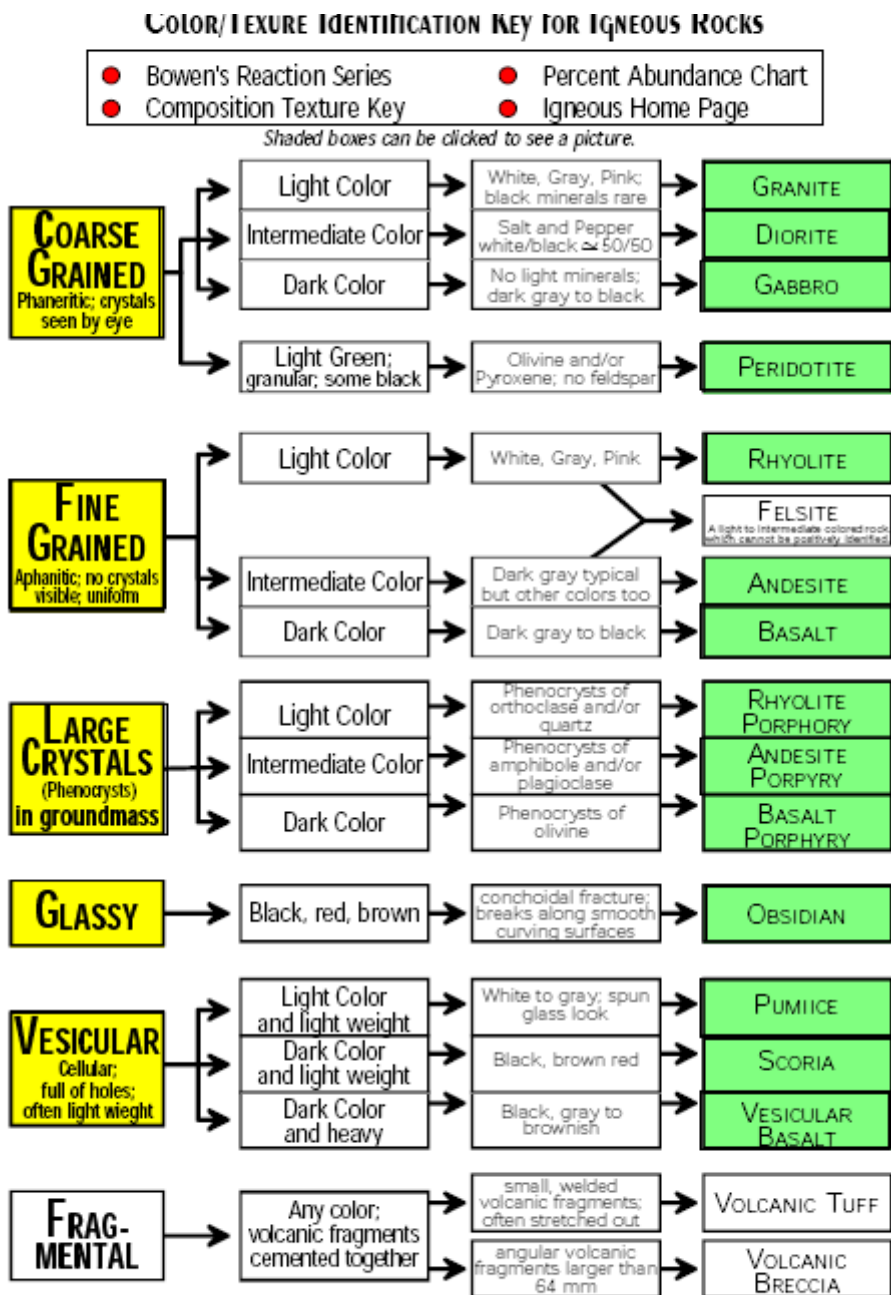 COLOR/TEXURE IDENTIFICATION KEY FOR IGNEOUS ROCKS
Bowen's Reaction Series
Percent Abundance Chart
Composition Texture Key
Igneous Home Page
Shaded boxes can be clicked to see a picture.
COARSE
GRAINED
Phaneritic; crystals
seen by eye
Light Color
White, Gray, Pink;
black minerals rare
GRANITE
Intermediate Color
Salt and Pepper
white/black ≃ 50/50
DIORITE
Dark Color
No light minerals;
dark gray to black
GABBRO
Light Green;
granular; some black
Olivine and/or
Pyroxene; no feldspar
PERIDOTITE
FINE
GRAINED
Aphanitic; no crystals
visible; uniform
Light Color
White, Gray, Pink
RHYOLITE
FELSITE
A light to intermediate colored rock,
which cannot be positively idenified.
Intermediate Color
Dark gray typical
but other colors too
ANDESITE
Dark Color
Dark gray to black
BASALT
LARGE
CRYSTALS
(Phenocrysts)
in groundmass
Light Color
Phenocrysts of
orthoclase and/or
quartz
RHYOLITE
PORPHORY
Intermediate Color
Phenocrysts of
amphibole and/or
plagioclase
ANDESITE
PORPYRY
Dark Color
Phenocrysts of
olivine
BASALT
PORPHYRY
GLASSY
Black, red, brown
conchoidal fracture;
breaks along smooth
curving surfaces
OBSIDIAN
VESICULAR
Cellular;
full of holes;
often light wieght
Light Color
and light weight
White to gray; spun
glass look
PUMIICE
Dark Color
and light weight
Black, brown red
SCORIA
Dark Color
and heavy
Black, gray to
brownish
VESICULAR
BASALT
FRAG-
MENTAL
Any color;
volcanic fragments
cemented together
small, welded
volcanic fragments;
often stretched out
VOLCANIC TUFF
angular volcanic
fragments larger than
64 mm
VOLCANIC
BRECCIA